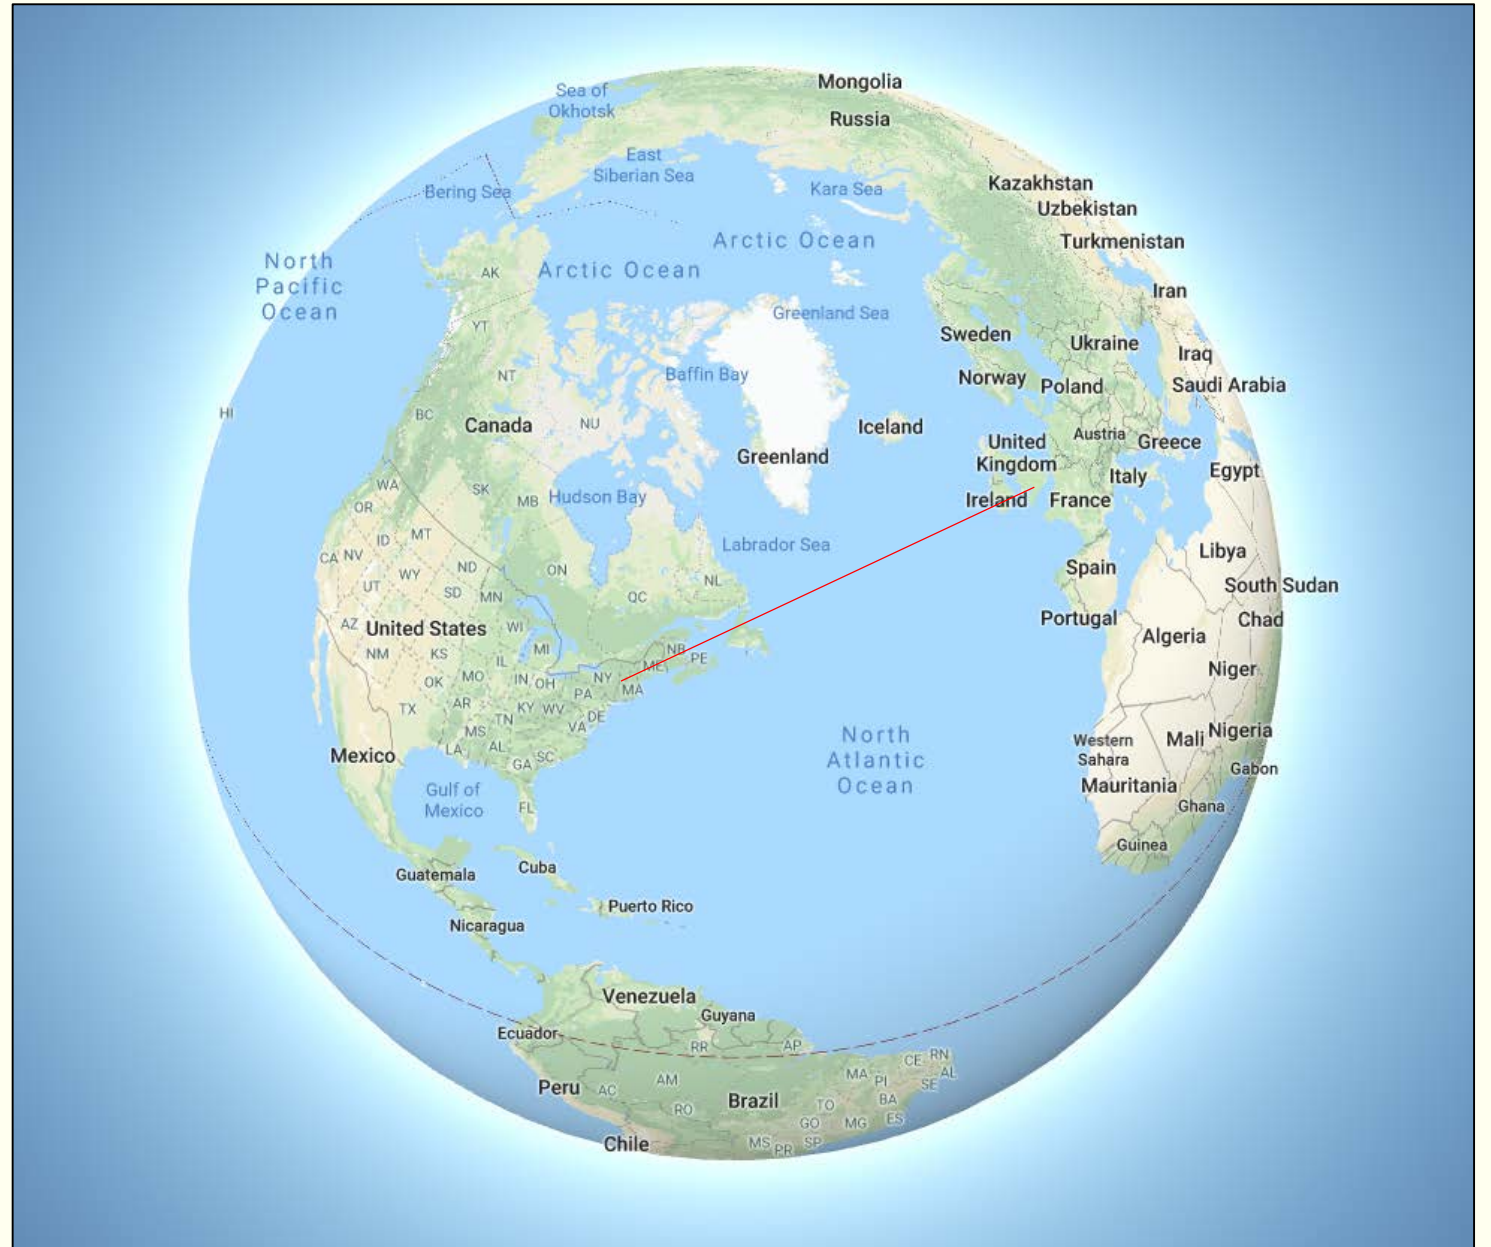 Mongolia
Sea of
Okhotsk
Russia
East
Siberian Sea
Bering Sea
Kara Sea
Kazakhstan
Uzbekistan
Arctic Ocean
Turkmenistan
North
Pacific
Ocean
AK
Arctic Ocean
Iran
Greenland Sea
YT
Sweden
Ukraine
Iraq
Baffin Bay
NT
Norway
Poland
Saudi Arabia
HI
BC
Canada
NU
Iceland
Austria
Greece
United
Kingdom
Greenland
Egypt
Italy
WA
SK
MB
Hudson Bay
Ireland
France
OR
ID
MT
Labrador Sea
CA
NV
Libya
WY
ND
ON
Spain
UT
SD
MN
QC
NL
South Sudan
AZ
United States
WI
Portugal
Chad
Algeria
NM
KS
IL
MI
NB
PE
ME
Niger
OK
MO
IN
OH
NY
PA
MA
TX
AR
KY
WV
TN
VA
DE
MS
LA
AL
GA
SC
Mexico
North
Atlantic
Ocean
Western
Sahara
Mali
Nigeria
Gabon
Mauritania
Gulf of
Mexico
FL
Ghana
Guinea
Guatemala
Cuba
Puerto Rico
Nicaragua
Venezuela
Guyana
Ecuador
RR
AP
CE
RN
Peru
AC
AM
MA
PI
AL
SE
Brazil
RO
TO
BA
GO
MG
ES
Chile
MS
PR
SP